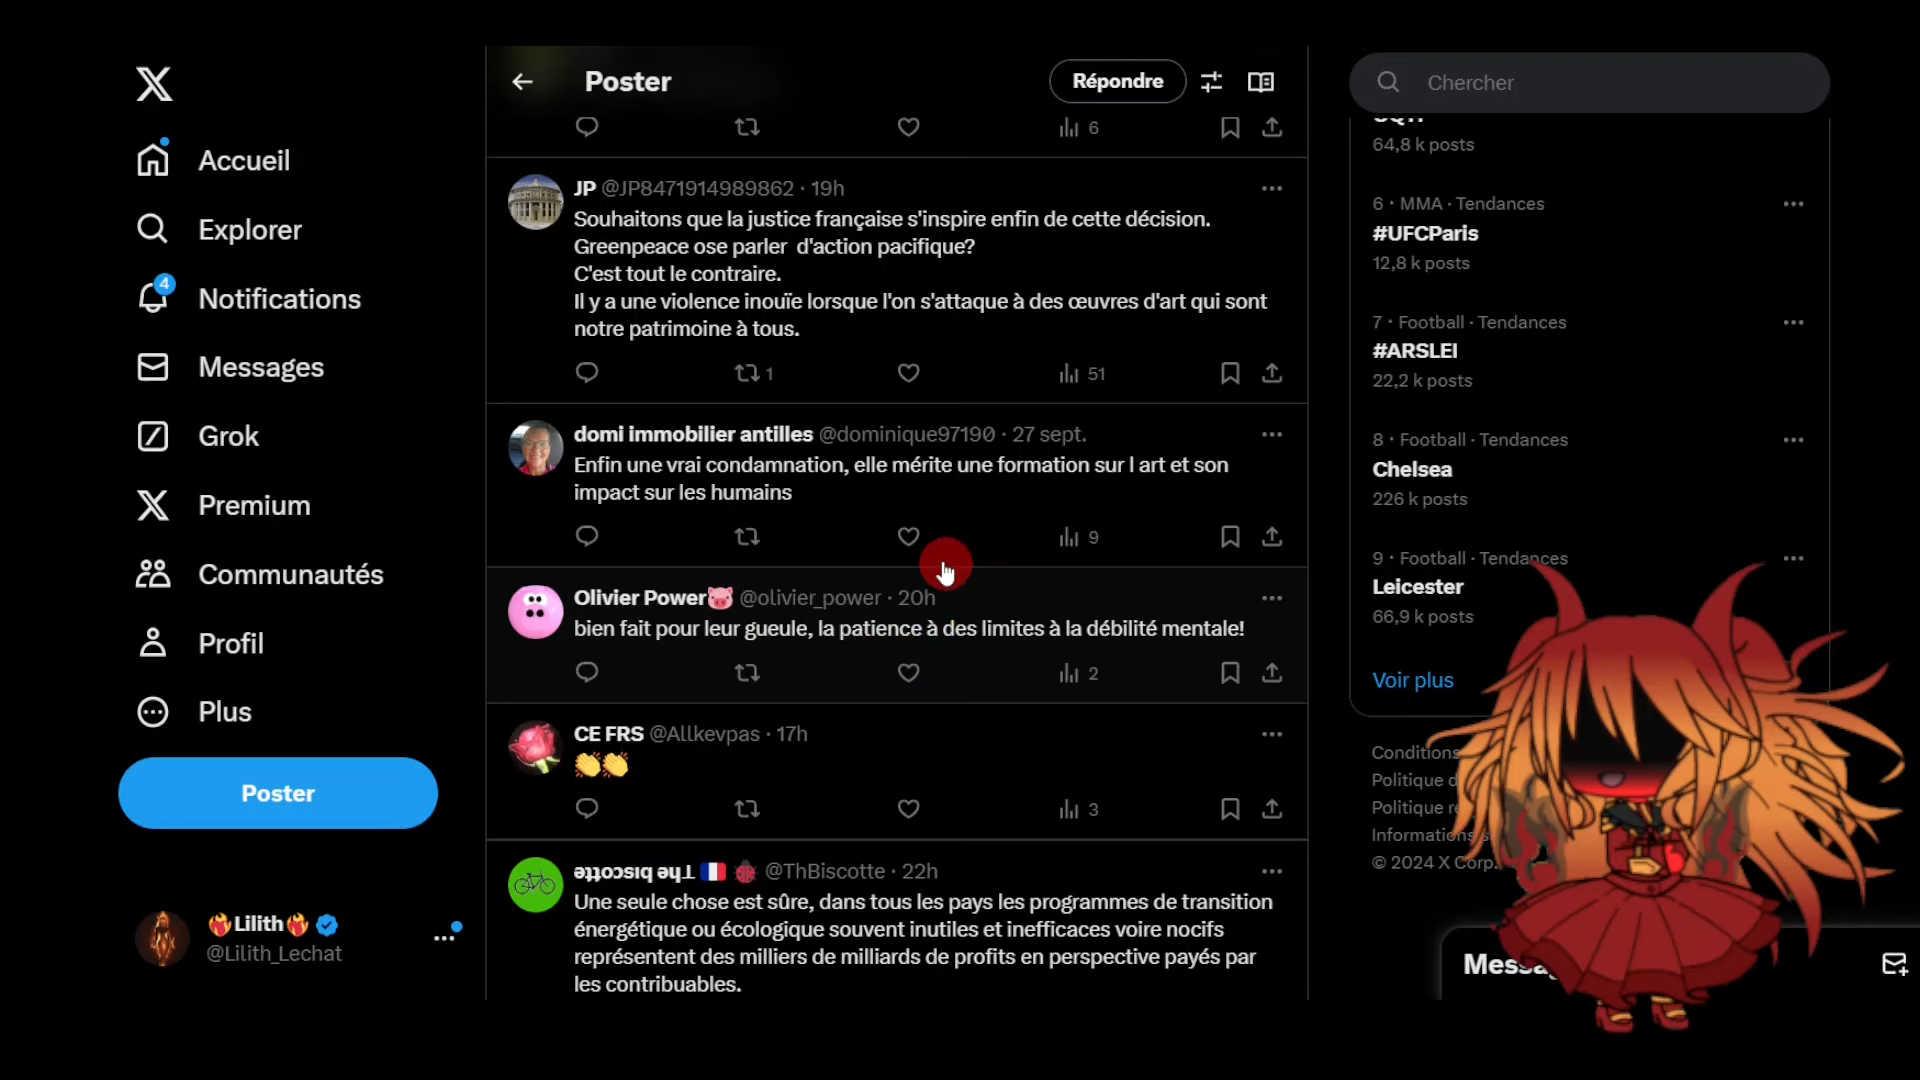 Accueil
Explorer
4
Notifications
Messages
Grok
Premium
Communautés
Profil
Plus
Poster
Lilith
@Lilith_Lechat
Poster
Répondre
6
JP @JP8471914989862 · 19h
Souhaitons que la justice française s'inspire enfin de cette décision.
Greenpeace ose parler d'action pacifique?
C'est tout le contraire.
Il y a une violence inouïe lorsque l'on s'attaque à des œuvres d'art qui sont
notre patrimoine à tous.
1
51
domi immobilier antilles @dominique97190 · 27 sept.
Enfin une vrai condamnation, elle mérite une formation sur l art et son
impact sur les humains
9
Olivier Power🐷 @olivier_power · 20h
bien fait pour leur gueule, la patience à des limites à la débilité mentale!
2
CE FRS @Allkevpas · 17h
👏👏
3
ǝʇʇoɔsıq ǝɥ⊥ 🇫🇷 🐞 @ThBiscotte · 22h
Une seule chose est sûre, dans tous les pays les programmes de transition
énergétique ou écologique souvent inutiles et inefficaces voire nocifs
représentent des milliers de milliards de profits en perspective payés par
les contribuables.
Chercher
64,8 k posts
6 · MMA · Tendances
#UFCParis
12,8 k posts
7 · Football · Tendances
#ARSLEI
22,2 k posts
8 · Football · Tendances
Chelsea
226 k posts
9 · Football · Tendances
Leicester
66,9 k posts
Voir plus
Conditions
Politique
Politique
Informations
© 2024 X Corp.